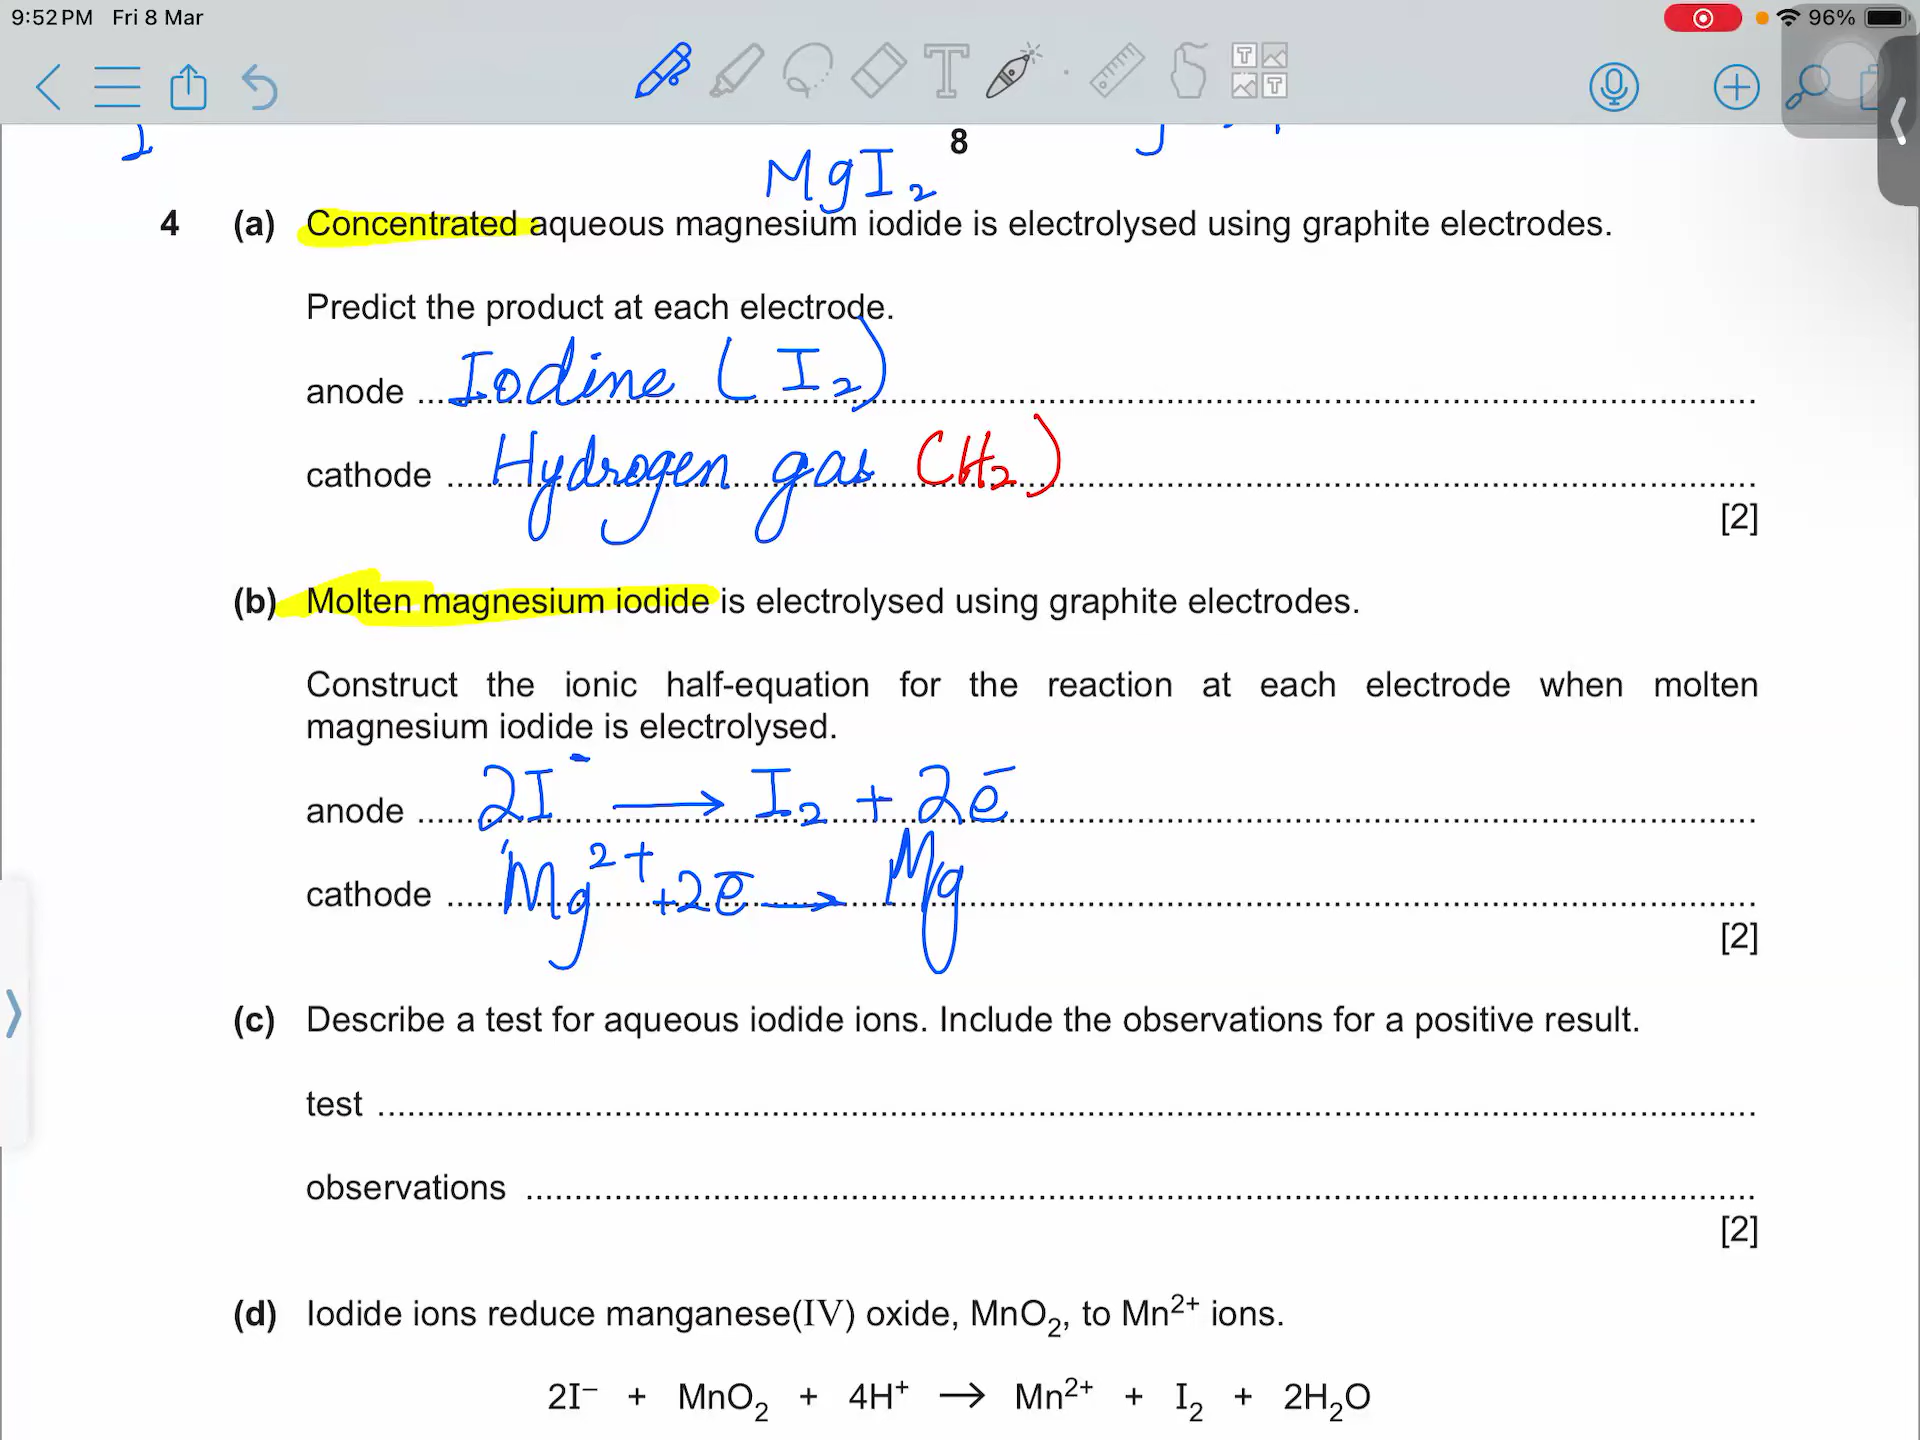 9:52 PM Fri 8 Mar 96%
8
MgI₂
4 (a) Concentrated aqueous magnesium iodide is electrolysed using graphite electrodes.
Predict the product at each electrode.
anode Iodine (I₂)
cathode Hydrogen gas (H₂)
[2]
(b) Molten magnesium iodide is electrolysed using graphite electrodes.
Construct the ionic half-equation for the reaction at each electrode when molten
magnesium iodide is electrolysed.
anode 2I⁻ → I₂ + 2e⁻
cathode Mg²⁺ + 2e⁻ → Mg
[2]
(c) Describe a test for aqueous iodide ions. Include the observations for a positive result.
test
observations
[2]
(d) Iodide ions reduce manganese(IV) oxide, MnO₂, to Mn²⁺ ions.
2I⁻ + MnO₂ + 4H⁺ → Mn²⁺ + I₂ + 2H₂O